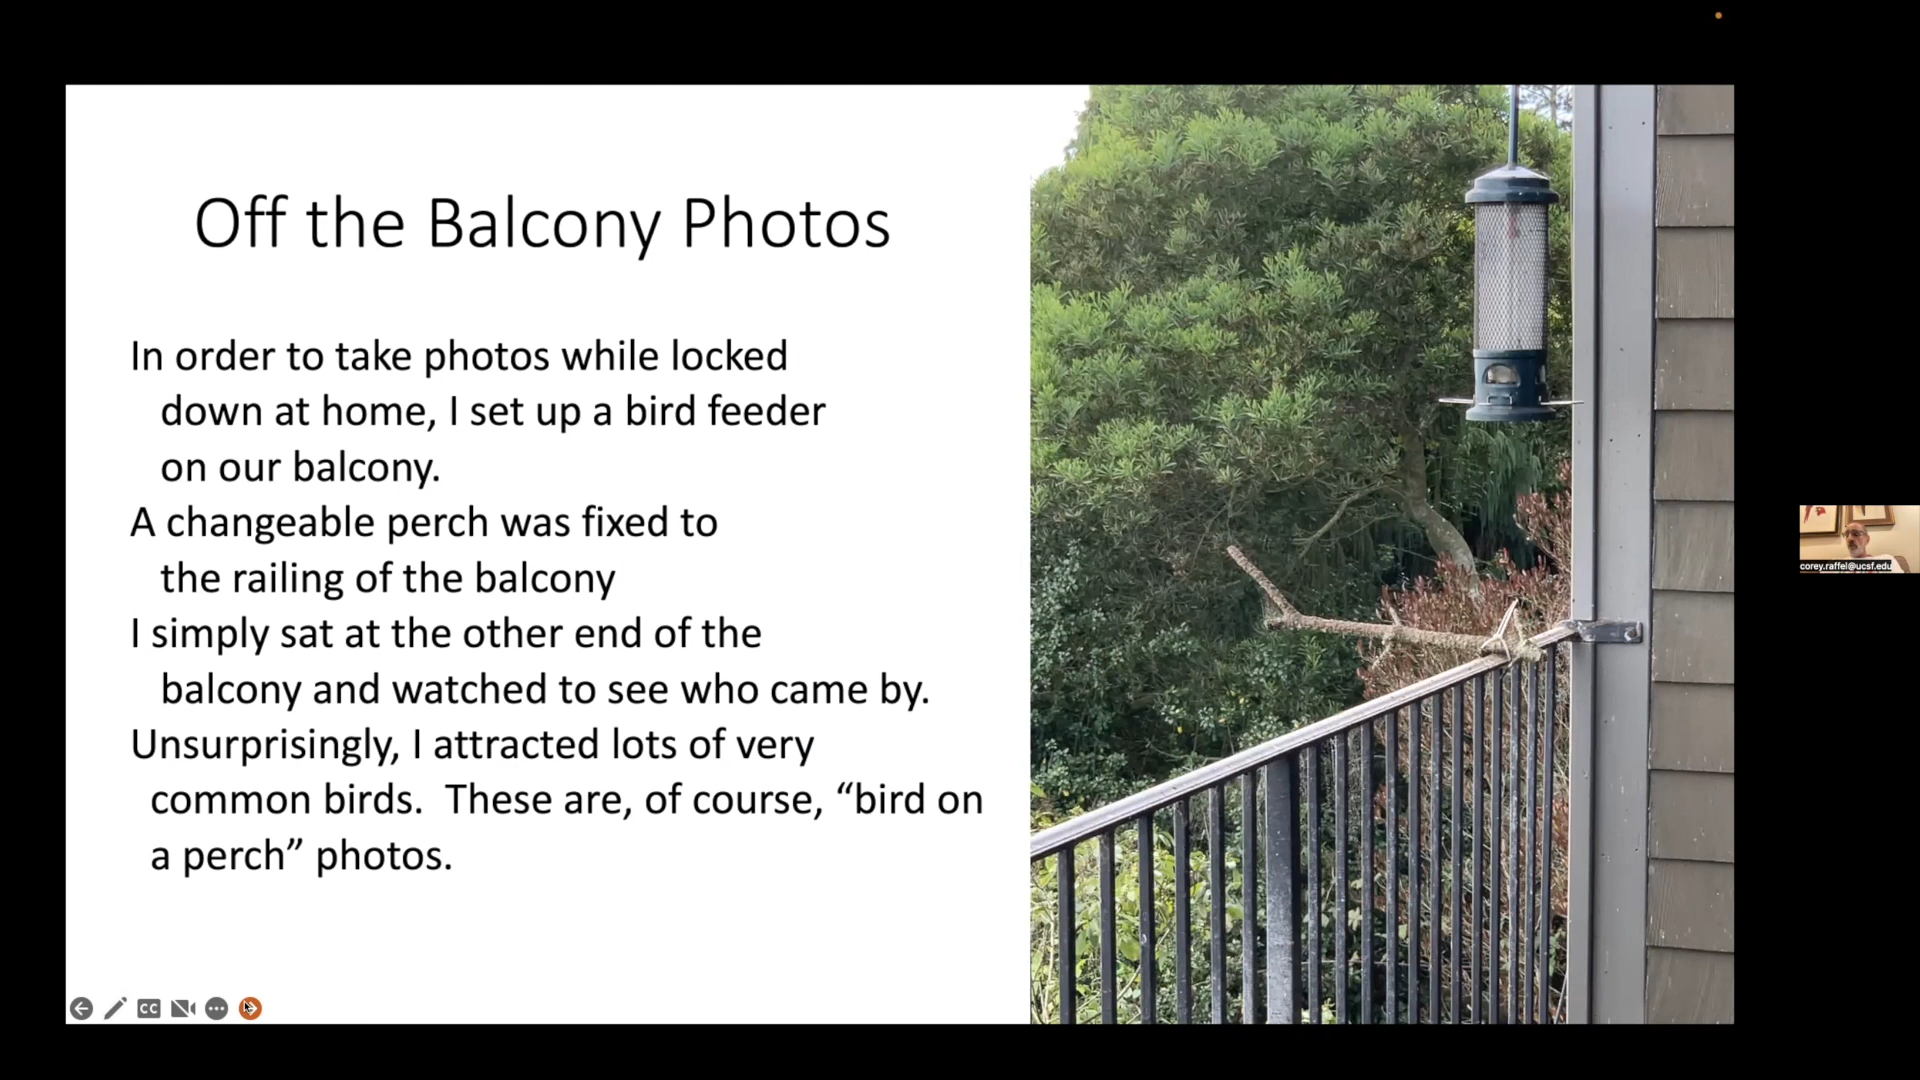 Off the Balcony Photos
In order to take photos while locked
down at home, I set up a bird feeder
on our balcony.
A changeable perch was fixed to
the railing of the balcony
I simply sat at the other end of the
balcony and watched to see who came by.
Unsurprisingly, I attracted lots of very
common birds.  These are, of course, “bird on
a perch” photos.
corey.raffel@ucsf.edu
CC